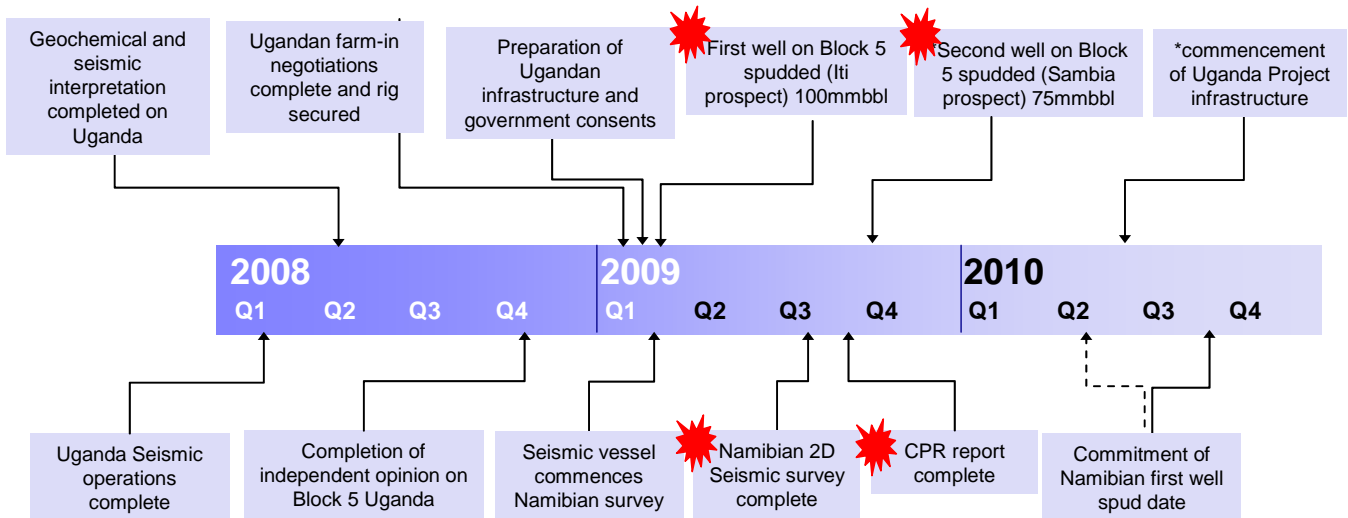 Geochemical and
seismic
interpretation
completed on
Uganda
Ugandan farm-in
negotiations
complete and rig
secured
Preparation of
Ugandan
infrastructure and
government consents
*First well on Block 5
spudded (Iti
prospect) 100mmbbl
*Second well on Block
5 spudded (Sambia
prospect) 75mmbbl
*commencement
of Uganda Project
infrastructure
2008
Q1 Q2 Q3 Q4
2009
Q1 Q2 Q3 Q4
2010
Q1 Q2 Q3 Q4
Uganda Seismic
operations
complete
Completion of
independent opinion on
Block 5 Uganda
Seismic vessel
commences
Namibian survey
Namibian 2D
Seismic survey
complete
CPR report
complete
Commitment of
Namibian first well
spud date